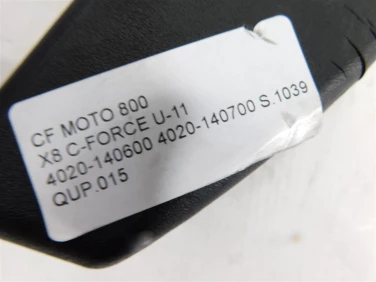 CF MOTO 800
X8 C-FORCE U-11
4020-140600 4020-140700 S.1039
QUP.015